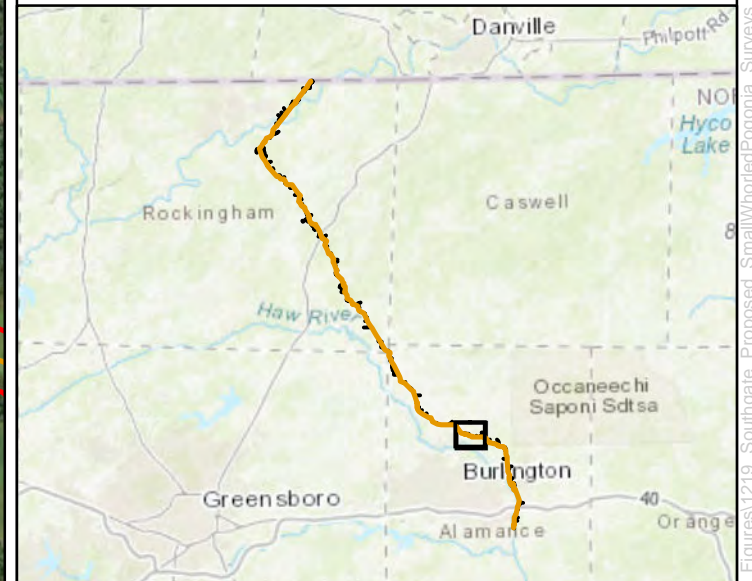 Danville
Philpott Rd
NOR
Hyco
Lake
Rockingham
Caswell
8
Haw River
Occaneechi
Saponi Sdtsa
Burlington
Greensboro
40
Alamance
Orange
Figures\1219_Southgate_Proposed_SmallWhorledPogonia_Surveys